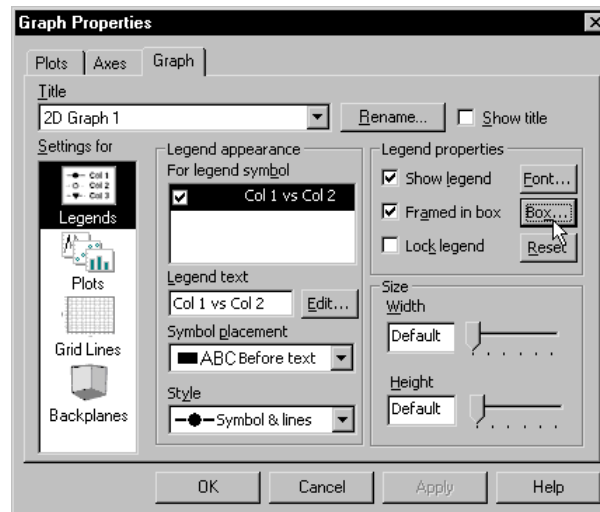 Graph Properties
Plots
Axes
Graph
Title
2D Graph 1
Rename...
Show title
Settings for
Col 1
Col 2
Col 3
Legends
Plots
Grid Lines
Backplanes
Legend appearance
For legend symbol
Col 1 vs Col 2
Legend text
Col 1 vs Col 2
Edit...
Symbol placement
ABC Before text
Style
Symbol & lines
Legend properties
Show legend
Font...
Framed in box
Box...
Lock legend
Reset
Size
Width
Default
Height
Default
OK
Cancel
Apply
Help